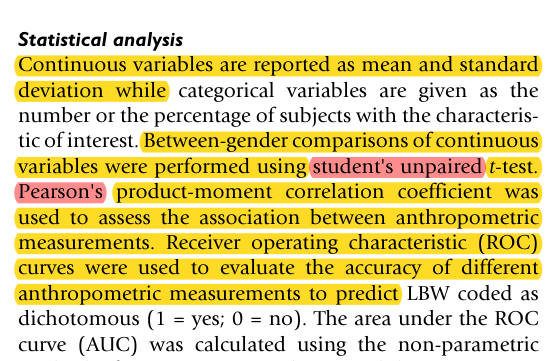 Statistical analysis
Continuous variables are reported as mean and standard
deviation while categorical variables are given as the
number or the percentage of subjects with the characteris-
tic of interest. Between-gender comparisons of continuous
variables were performed using student's unpaired t-test.
Pearson's product-moment correlation coefficient was
used to assess the association between anthropometric
measurements. Receiver operating characteristic (ROC)
curves were used to evaluate the accuracy of different
anthropometric measurements to predict LBW coded as
dichotomous (1 = yes; 0 = no). The area under the ROC
curve (AUC) was calculated using the non-parametric